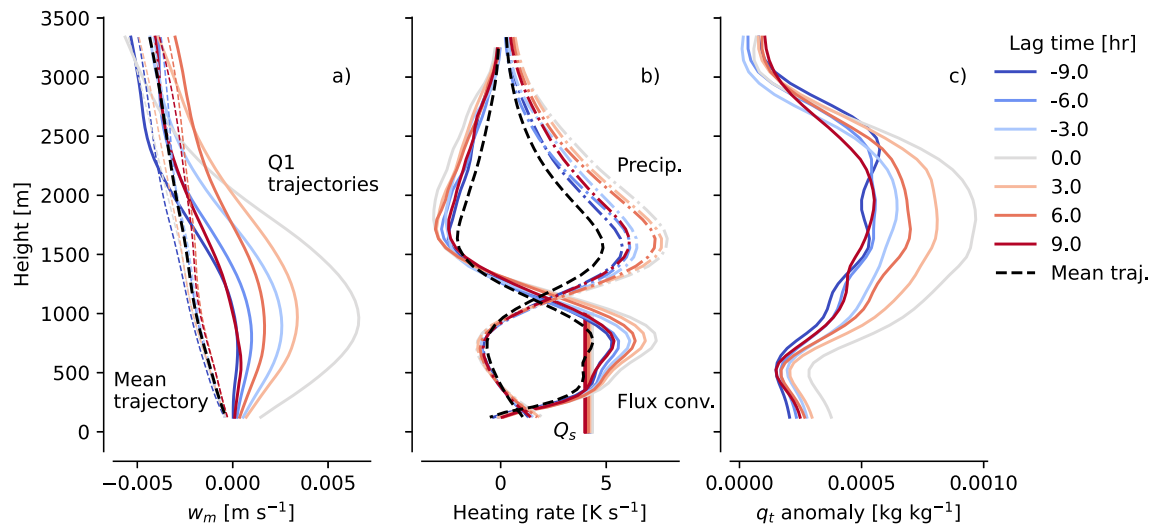 3500
3000
2500
2000
1500
1000
500
0
Height [m]
a)
Q1
trajectories
Mean
trajectory
−0.005
0.000
0.005
w_m [m s⁻¹]
b)
Precip.
Flux conv.
Q_s
0
5
Heating rate [K s⁻¹]
c)
0.0000
0.0005
0.0010
q_t anomaly [kg kg⁻¹]
Lag time [hr]
-9.0
-6.0
-3.0
0.0
3.0
6.0
9.0
Mean traj.